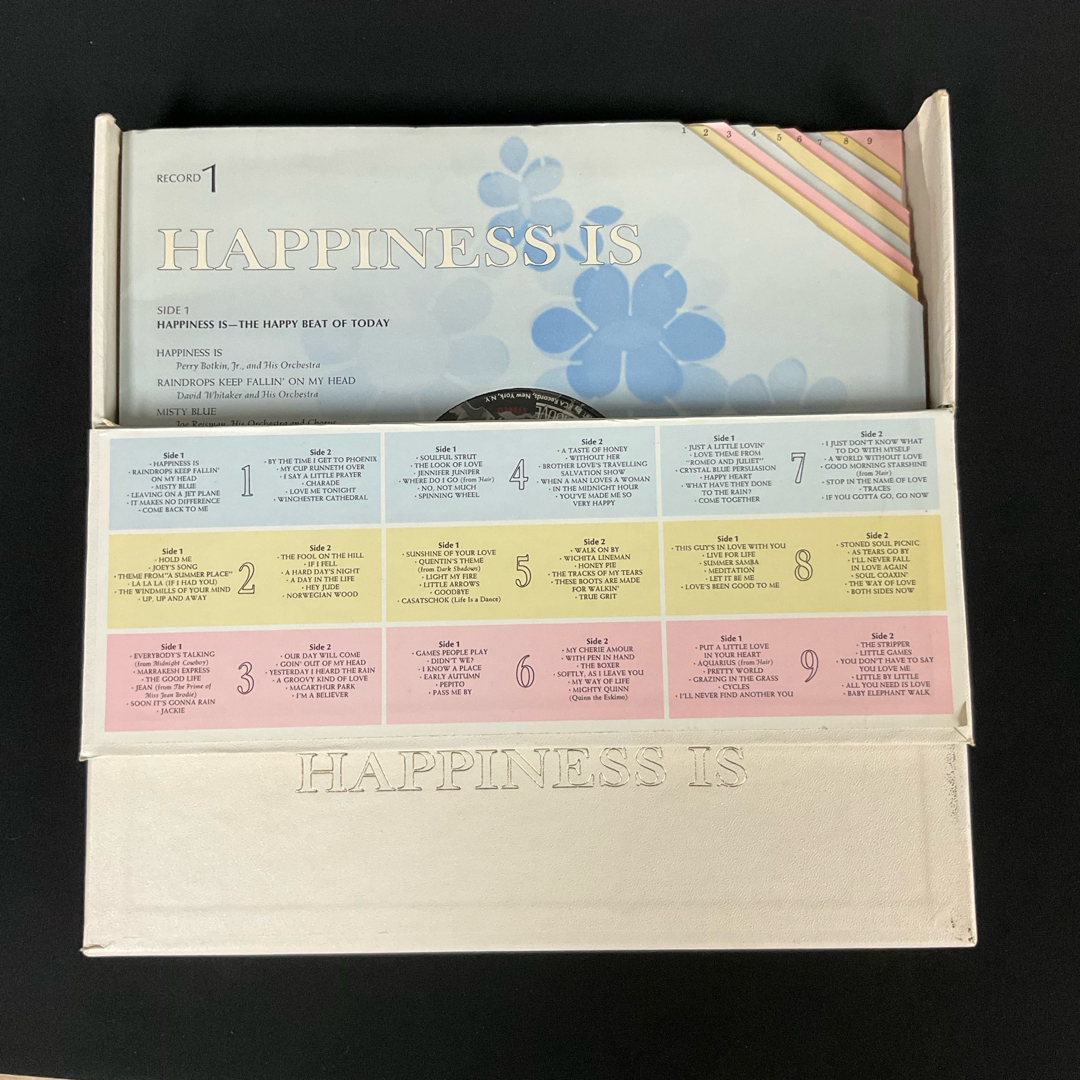 1 2 3 4 5 6 7 8 9
RECORD 1
HAPPINESS IS
SIDE 1
HAPPINESS IS—THE HAPPY BEAT OF TODAY
HAPPINESS IS
Perry Botkin, Jr., and His Orchestra
RAINDROPS KEEP FALLIN' ON MY HEAD
David Whitaker and His Orchestra
MISTY BLUE
Joe Reisman, His Orchestra and Chorus
by RCA Records, New York, N.Y.
STEREO
Side 1
· HAPPINESS IS
· RAINDROPS KEEP FALLIN'
ON MY HEAD
· MISTY BLUE
· LEAVING ON A JET PLANE
· IT MAKES NO DIFFERENCE
· COME BACK TO ME
1
Side 2
· BY THE TIME I GET TO PHOENIX
· MY CUP RUNNETH OVER
· I SAY A LITTLE PRAYER
· CHARADE
· LOVE ME TONIGHT
· WINCHESTER CATHEDRAL
Side 1
· SOULFUL STRUT
· THE LOOK OF LOVE
· JENNIFER JUNIPER
· WHERE DO I GO (from Hair)
· NO, NOT MUCH
· SPINNING WHEEL
4
Side 2
· A TASTE OF HONEY
· WITHOUT HER
· BROTHER LOVE'S TRAVELLING
SALVATION SHOW
· WHEN A MAN LOVES A WOMAN
· IN THE MIDNIGHT HOUR
· YOU'VE MADE ME SO
VERY HAPPY
Side 1
· JUST A LITTLE LOVIN'
· LOVE THEME FROM
"ROMEO AND JULIET"
· CRYSTAL BLUE PERSUASION
· HAPPY HEART
· WHAT HAVE THEY DONE
TO THE RAIN?
· COME TOGETHER
7
Side 2
· I JUST DON'T KNOW WHAT
TO DO WITH MYSELF
· A WORLD WITHOUT LOVE
· GOOD MORNING STARSHINE
(from Hair)
· STOP IN THE NAME OF LOVE
· TRACES
· IF YOU GOTTA GO, GO NOW
Side 1
· HOLD ME
· JOEY'S SONG
· THEME FROM "A SUMMER PLACE"
· LA LA LA (IF I HAD YOU)
· THE WINDMILLS OF YOUR MIND
· UP, UP AND AWAY
2
Side 2
· THE FOOL ON THE HILL
· IF I FELL
· A HARD DAY'S NIGHT
· A DAY IN THE LIFE
· HEY JUDE
· NORWEGIAN WOOD
Side 1
· SUNSHINE OF YOUR LOVE
· QUENTIN'S THEME
(from Dark Shadows)
· LIGHT MY FIRE
· LITTLE ARROWS
· GOODBYE
· CASATSCHOK (Life Is a Dance)
5
Side 2
· WALK ON BY
· WICHITA LINEMAN
· HONEY PIE
· THE TRACKS OF MY TEARS
· THESE BOOTS ARE MADE
FOR WALKIN'
· TRUE GRIT
Side 1
· THIS GUY'S IN LOVE WITH YOU
· LIVE FOR LIFE
· SUMMER SAMBA
· MEDITATION
· LET IT BE ME
· LOVE'S BEEN GOOD TO ME
8
Side 2
· STONED SOUL PICNIC
· AS TEARS GO BY
· I'LL NEVER FALL
IN LOVE AGAIN
· SOUL COAXIN'
· THE WAY OF LOVE
· BOTH SIDES NOW
Side 1
· EVERYBODY'S TALKING
(from Midnight Cowboy)
· MARRAKESH EXPRESS
· THE GOOD LIFE
· JEAN (from The Prime of
Miss Jean Brodie)
· SOON IT'S GONNA RAIN
· JACKIE
3
Side 2
· OUR DAY WILL COME
· GOIN' OUT OF MY HEAD
· YESTERDAY I HEARD THE RAIN
· A GROOVY KIND OF LOVE
· MACARTHUR PARK
· I'M A BELIEVER
Side 1
· GAMES PEOPLE PLAY
· DIDN'T WE?
· I KNOW A PLACE
· EARLY AUTUMN
· PEPITO
· PASS ME BY
6
Side 2
· MY CHERIE AMOUR
· WITH PEN IN HAND
· THE BOXER
· SOFTLY, AS I LEAVE YOU
· MY WAY OF LIFE
· MIGHTY QUINN
(Quinn the Eskimo)
Side 1
· PUT A LITTLE LOVE
IN YOUR HEART
· AQUARIUS (from Hair)
· PRETTY WORLD
· GRAZING IN THE GRASS
· CYCLES
· I'LL NEVER FIND ANOTHER YOU
9
Side 2
· THE STRIPPER
· LITTLE GAMES
· YOU DON'T HAVE TO SAY
YOU LOVE ME
· LITTLE BY LITTLE
· ALL YOU NEED IS LOVE
· BABY ELEPHANT WALK
HAPPINESS IS